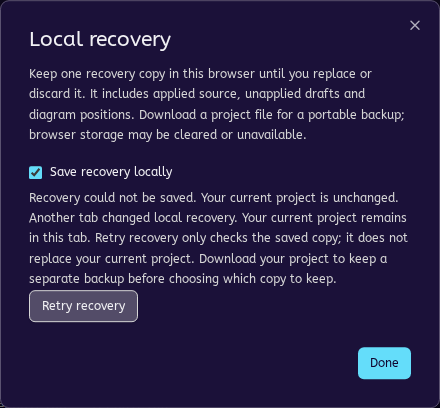 Local recovery
Keep one recovery copy in this browser until you replace or
discard it. It includes applied source, unapplied drafts and
diagram positions. Download a project file for a portable backup;
browser storage may be cleared or unavailable.
Save recovery locally
Recovery could not be saved. Your current project is unchanged.
Another tab changed local recovery. Your current project remains
in this tab. Retry recovery only checks the saved copy; it does not
replace your current project. Download your project to keep a
separate backup before choosing which copy to keep.
Retry recovery
Done